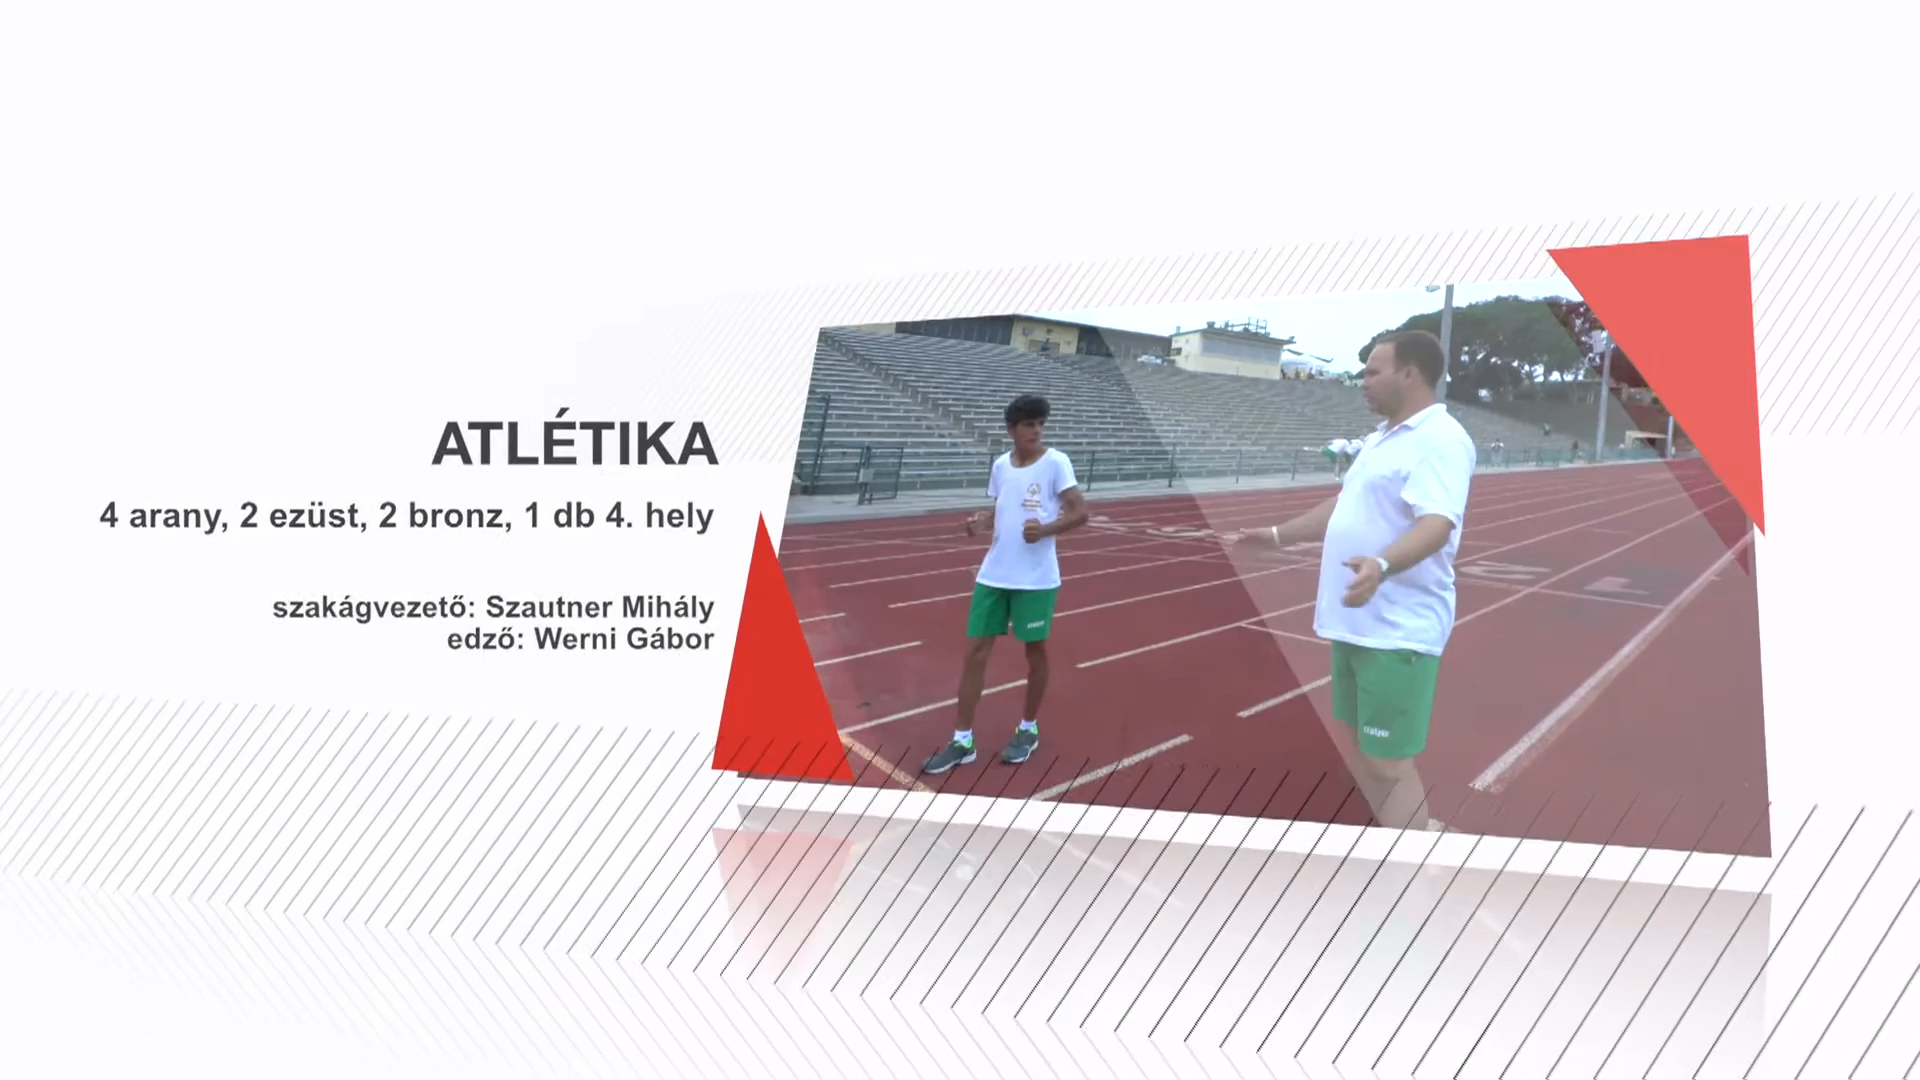 ATLÉTIKA
4 arany, 2 ezüst, 2 bronz, 1 db 4. hely
szakágvezető: Szautner Mihály
edző: Werni Gábor